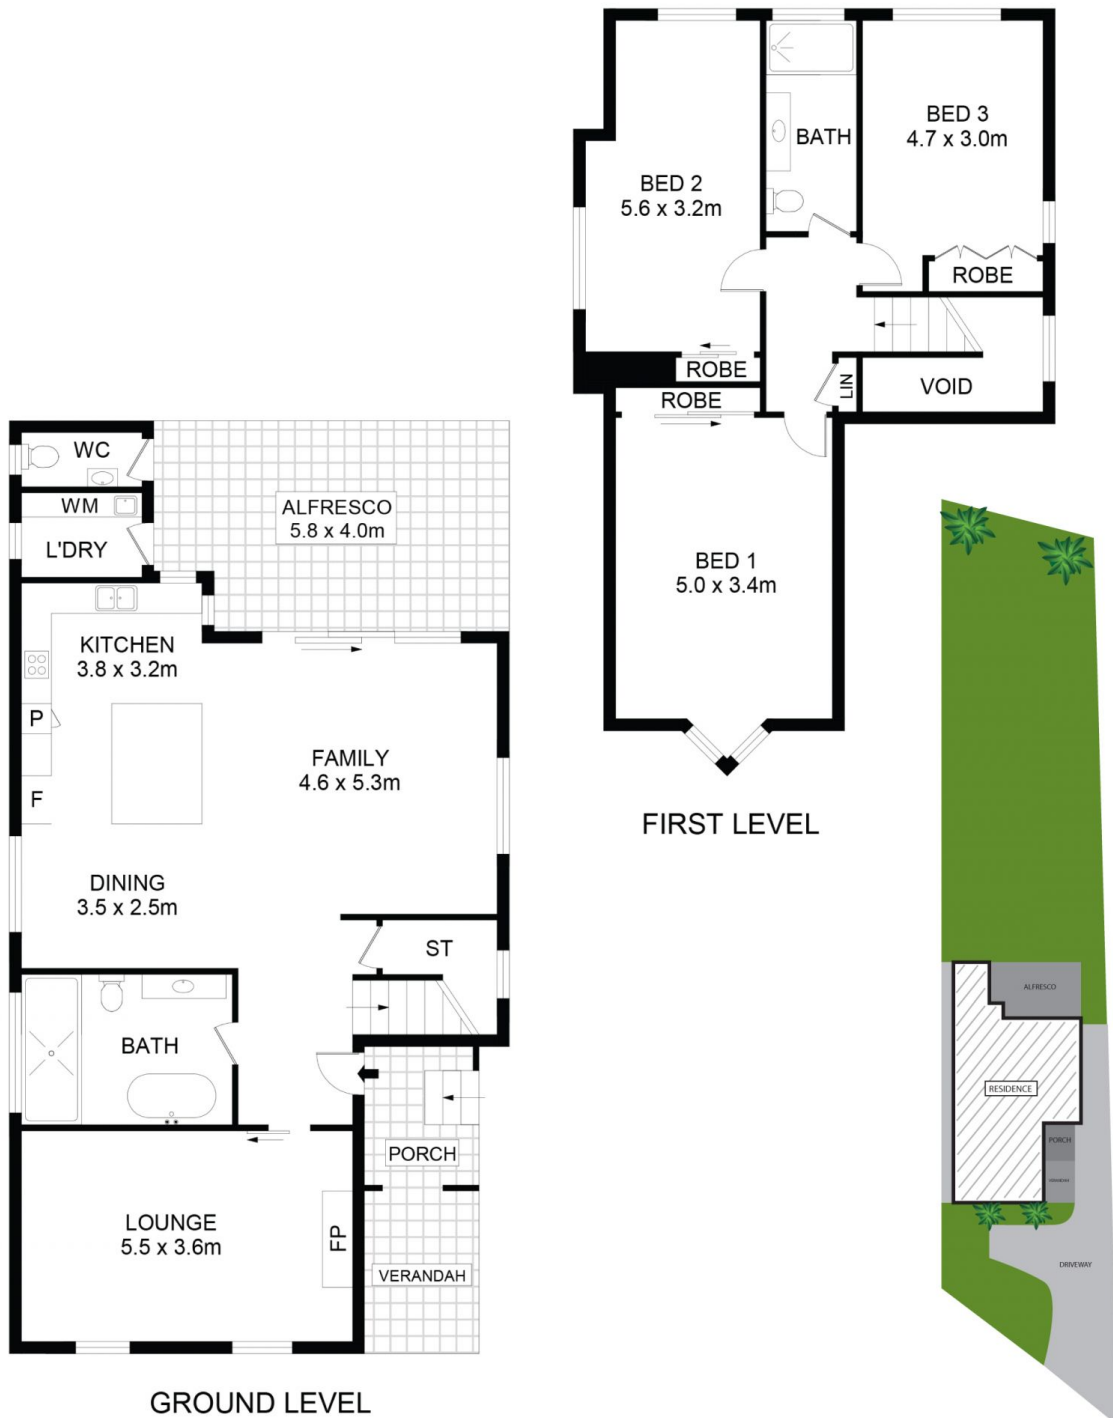 BED 2
5.6 x 3.2m
BATH
BED 3
4.7 x 3.0m
ROBE
ROBE
ROBE
LIN
VOID
BED 1
5.0 x 3.4m
FIRST LEVEL
WC
WM
L'DRY
ALFRESCO
5.8 x 4.0m
KITCHEN
3.8 x 3.2m
P
F
FAMILY
4.6 x 5.3m
DINING
3.5 x 2.5m
ST
BATH
PORCH
LOUNGE
5.5 x 3.6m
FP
VERANDAH
GROUND LEVEL
ALFRESCO
RESIDENCE
PORCH
DRIVEWAY